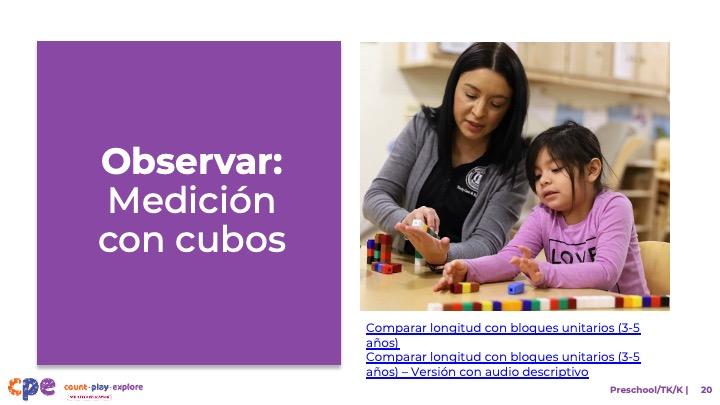 Observar:
Medición
con cubos
LOVE
Comparar longitud con bloques unitarios (3-5
años)
Comparar longitud con bloques unitarios (3-5
años) – Versión con audio descriptivo
cpe
count·play·explore
Preschool/TK/K | 20